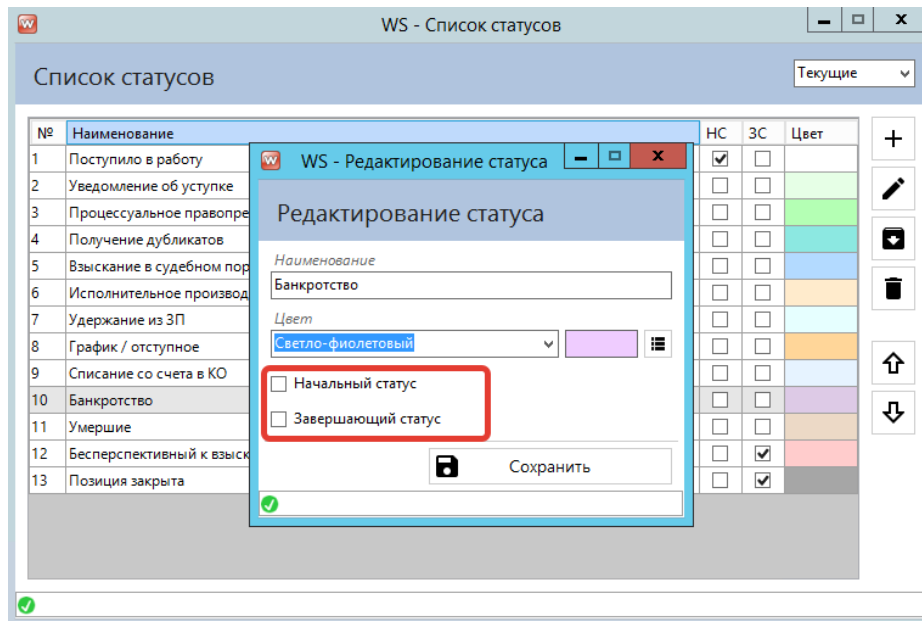 WS - Список статусов
Список статусов
Текущие
№ Наименование НС ЗС Цвет
1 Поступило в работу
2 Уведомление об уступке
3 Процессуальное правопре
4 Получение дубликатов
5 Взыскание в судебном пор
6 Исполнительное производ
7 Удержание из ЗП
8 График / отступное
9 Списание со счета в КО
10 Банкротство
11 Умершие
12 Бесперспективный к взыск
13 Позиция закрыта
WS - Редактирование статуса
Редактирование статуса
Наименование
Банкротство
Цвет
Светло-фиолетовый
Начальный статус
Завершающий статус
Сохранить